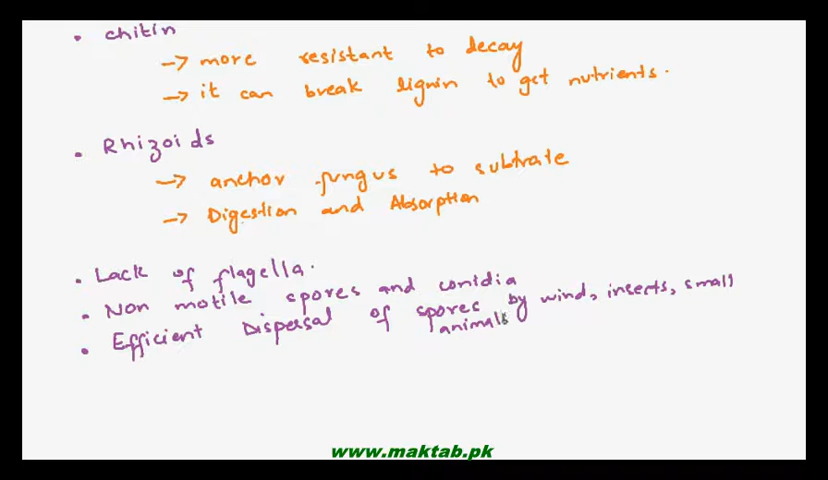 • chitin
→ more resistant to decay
→ it can break lignin to get nutrients.
• Rhizoids
→ anchor fungus to subtrate
→ Digestion and Absorption
• Lack of flagella.
• Non motile spores and conidia
• Efficient Dispersal of spores by wind, insects, small
animals
www.maktab.pk